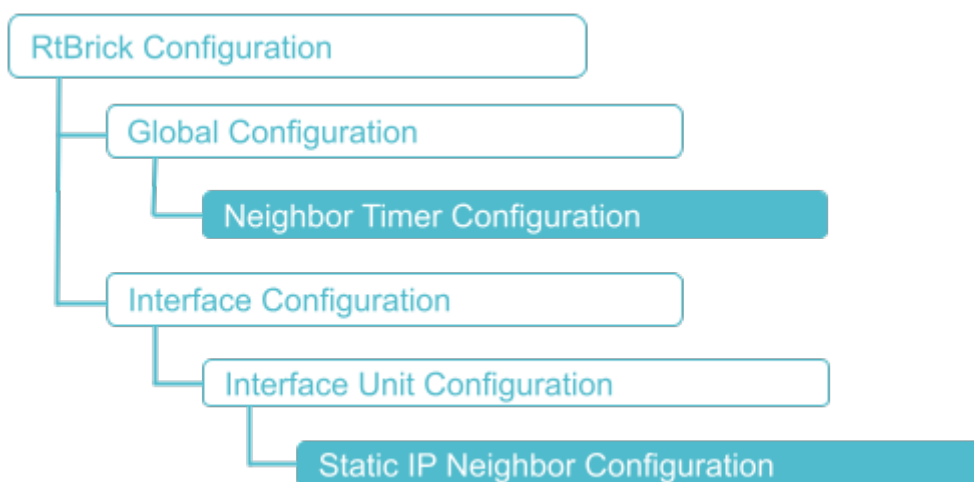 RtBrick Configuration
Global Configuration
Neighbor Timer Configuration
Interface Configuration
Interface Unit Configuration
Static IP Neighbor Configuration